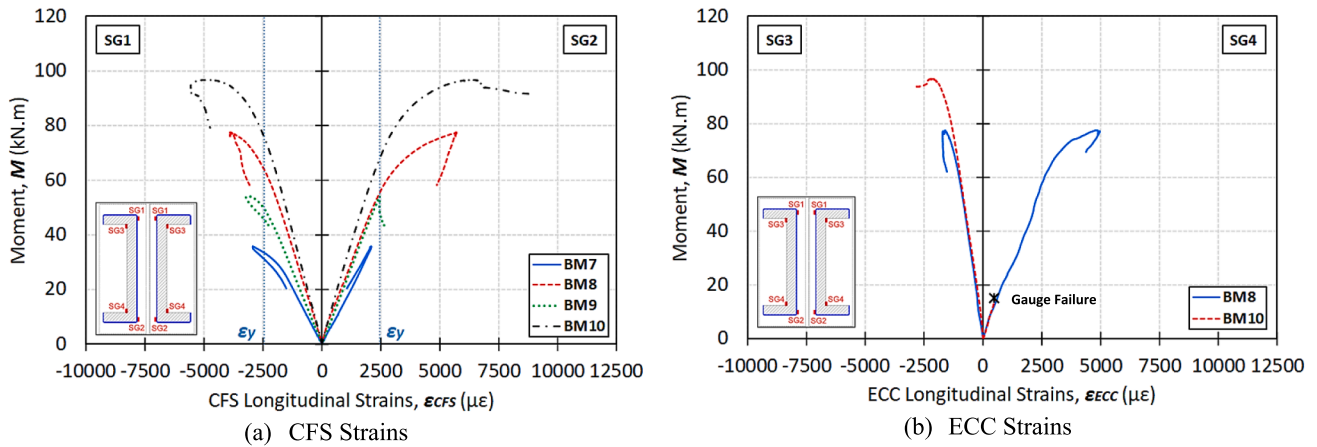 120
100
80
60
40
20
0
Moment, M (kN.m)
SG1
SG2
SG1 SG1
SG3 SG3
SG4 SG4
SG2 SG2
εy
εy
BM7
BM8
BM9
BM10
-10000 -7500 -5000 -2500 0 2500 5000 7500 10000 12500
CFS Longitudinal Strains, εCFS (με)
(a) CFS Strains
120
100
80
60
40
20
0
Moment, M (kN.m)
SG3
SG4
SG1 SG1
SG3 SG3
SG4 SG4
SG2 SG2
Gauge Failure
BM8
BM10
-10000 -7500 -5000 -2500 0 2500 5000 7500 10000 12500
ECC Longitudinal Strains, εECC (με)
(b) ECC Strains